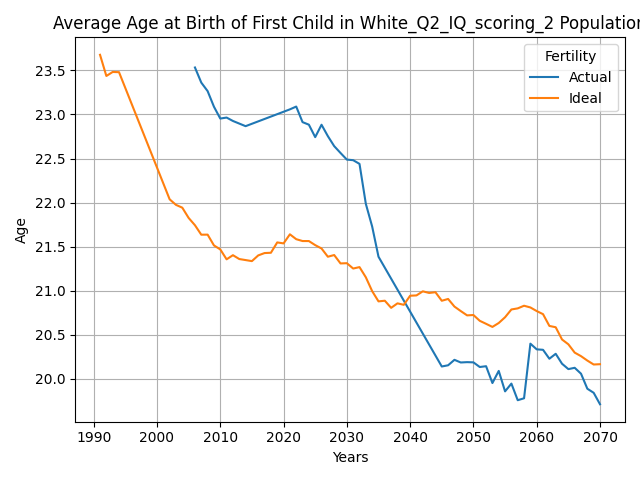 Average Age at Birth of First Child in White_Q2_IQ_scoring_2 Population
Fertility
Actual
Ideal
Age
23.5
23.0
22.5
22.0
21.5
21.0
20.5
20.0
1990 2000 2010 2020 2030 2040 2050 2060 2070
Years